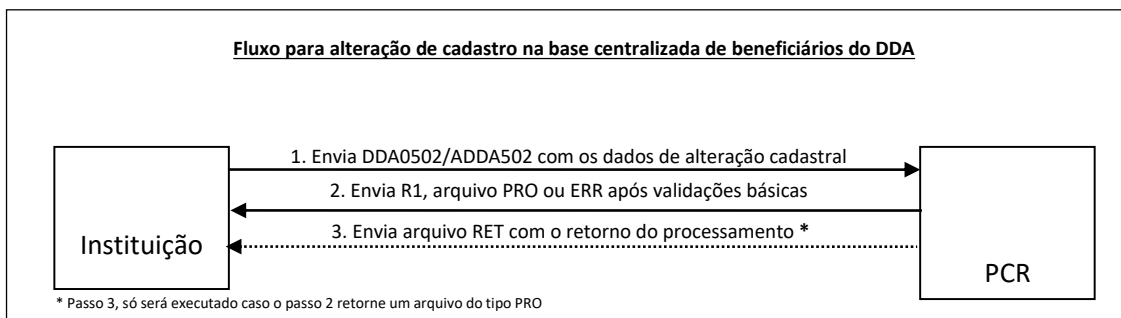 Fluxo para alteração de cadastro na base centralizada de beneficiários do DDA
1. Envia DDA0502/ADDA502 com os dados de alteração cadastral
2. Envia R1, arquivo PRO ou ERR após validações básicas
3. Envia arquivo RET com o retorno do processamento *
Instituição
PCR
* Passo 3, só será executado caso o passo 2 retorne um arquivo do tipo PRO